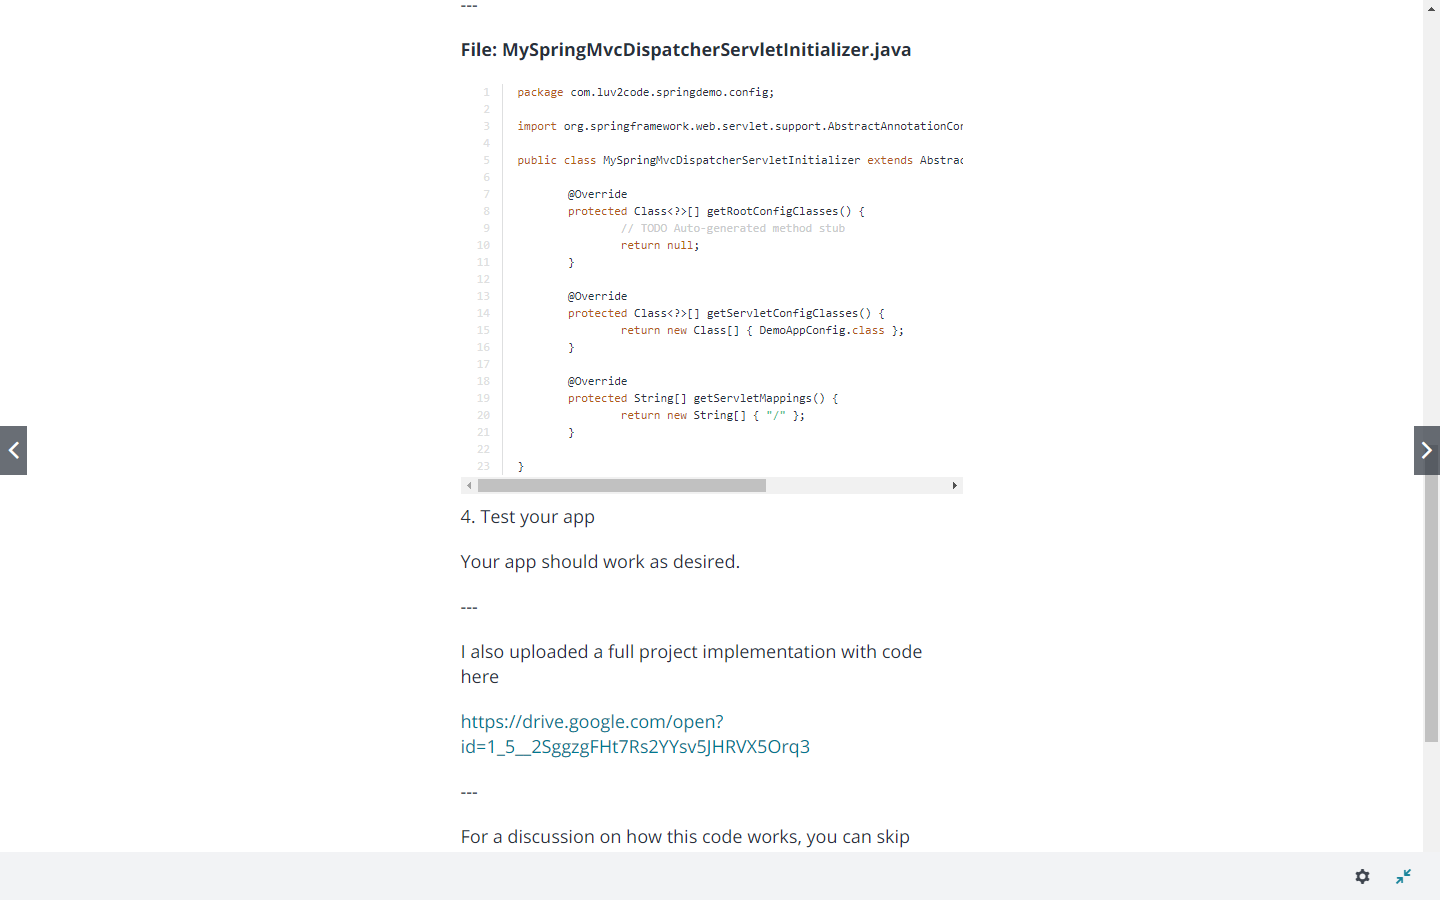 ---
File: MySpringMvcDispatcherServletInitializer.java
1 package com.luv2code.springdemo.config;
2
3 import org.springframework.web.servlet.support.AbstractAnnotationCon
4
5 public class MySpringMvcDispatcherServletInitializer extends Abstrac
6
7 @Override
8 protected Class<?>[] getRootConfigClasses() {
9 // TODO Auto-generated method stub
10 return null;
11 }
12
13 @Override
14 protected Class<?>[] getServletConfigClasses() {
15 return new Class[] { DemoAppConfig.class };
16 }
17
18 @Override
19 protected String[] getServletMappings() {
20 return new String[] { "/" };
21 }
22
23 }
4. Test your app
Your app should work as desired.
---
I also uploaded a full project implementation with code
here
https://drive.google.com/open?
id=1_5__2SggzgFHt7Rs2YYsv5JHRVX5Orq3
---
For a discussion on how this code works, you can skip